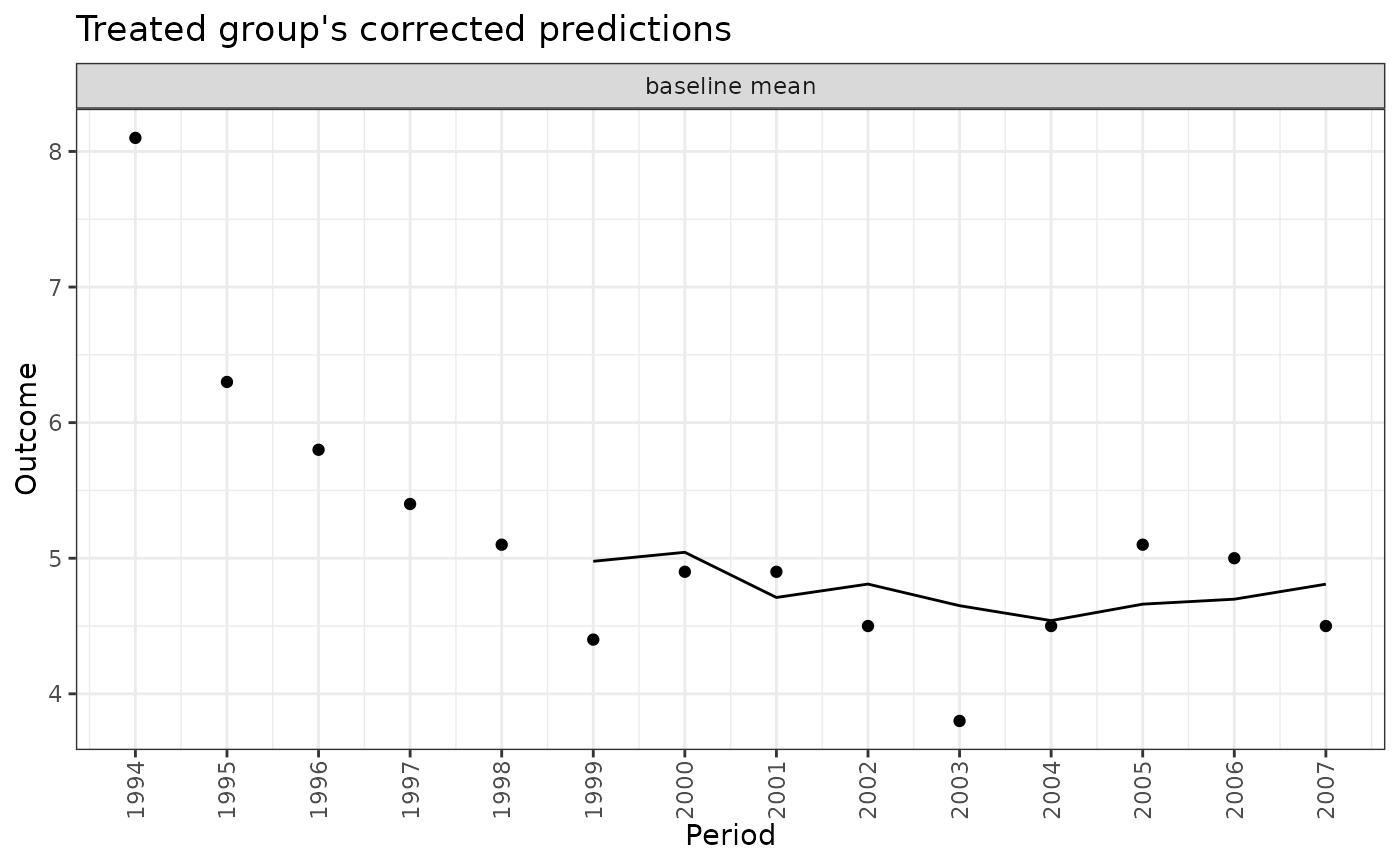 Treated group's corrected predictions
baseline mean
Outcome
8
7
6
5
4
1994 1995 1996 1997 1998 1999 2000 2001 2002 2003 2004 2005 2006 2007
Period